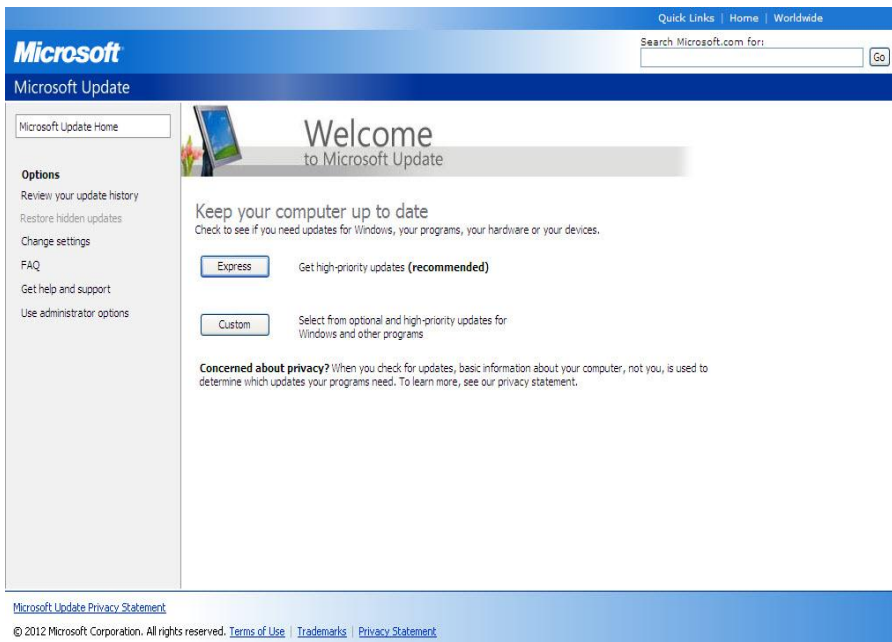 Quick Links | Home | Worldwide
Microsoft
Search Microsoft.com for:
Go
Microsoft Update
Microsoft Update Home
Options
Review your update history
Restore hidden updates
Change settings
FAQ
Get help and support
Use administrator options
Welcome
to Microsoft Update
Keep your computer up to date
Check to see if you need updates for Windows, your programs, your hardware or your devices.
Express
Get high-priority updates (recommended)
Custom
Select from optional and high-priority updates for
Windows and other programs
Concerned about privacy? When you check for updates, basic information about your computer, not you, is used to
determine which updates your programs need. To learn more, see our privacy statement.
Microsoft Update Privacy Statement
© 2012 Microsoft Corporation. All rights reserved. Terms of Use | Trademarks | Privacy Statement